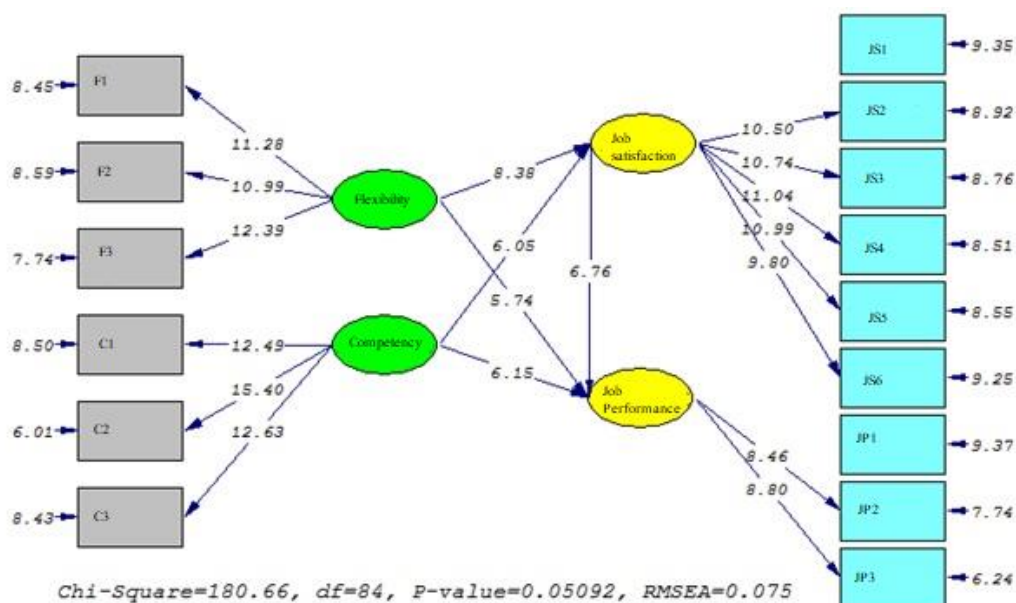 8.45
F1
8.59
F2
7.74
F3
8.50
C1
6.01
C2
8.43
C3
11.28
10.99
12.39
12.49
15.40
12.63
Flexibility
Competency
8.38
6.05
5.74
6.15
6.76
Job
satisfaction
Job
Performance
10.50
10.74
11.04
10.99
9.80
8.46
8.80
JS1
9.35
JS2
8.92
JS3
8.76
JS4
8.51
JS5
8.55
JS6
9.25
JP1
9.37
JP2
7.74
JP3
6.24
Chi-Square=180.66, df=84, P-value=0.05092, RMSEA=0.075